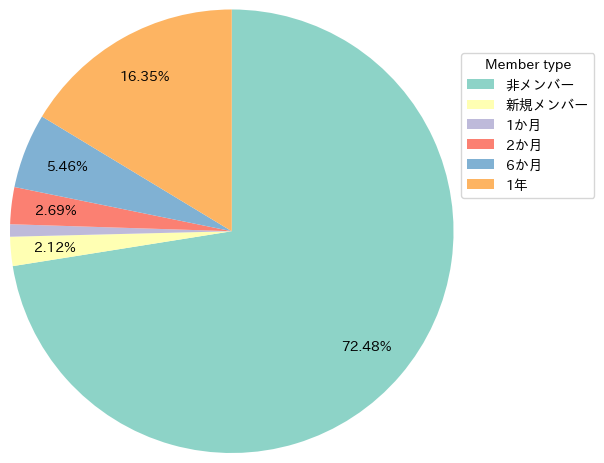 Member type
非メンバー
新規メンバー
1か月
2か月
6か月
1年
16.35%
5.46%
2.69%
2.12%
72.48%